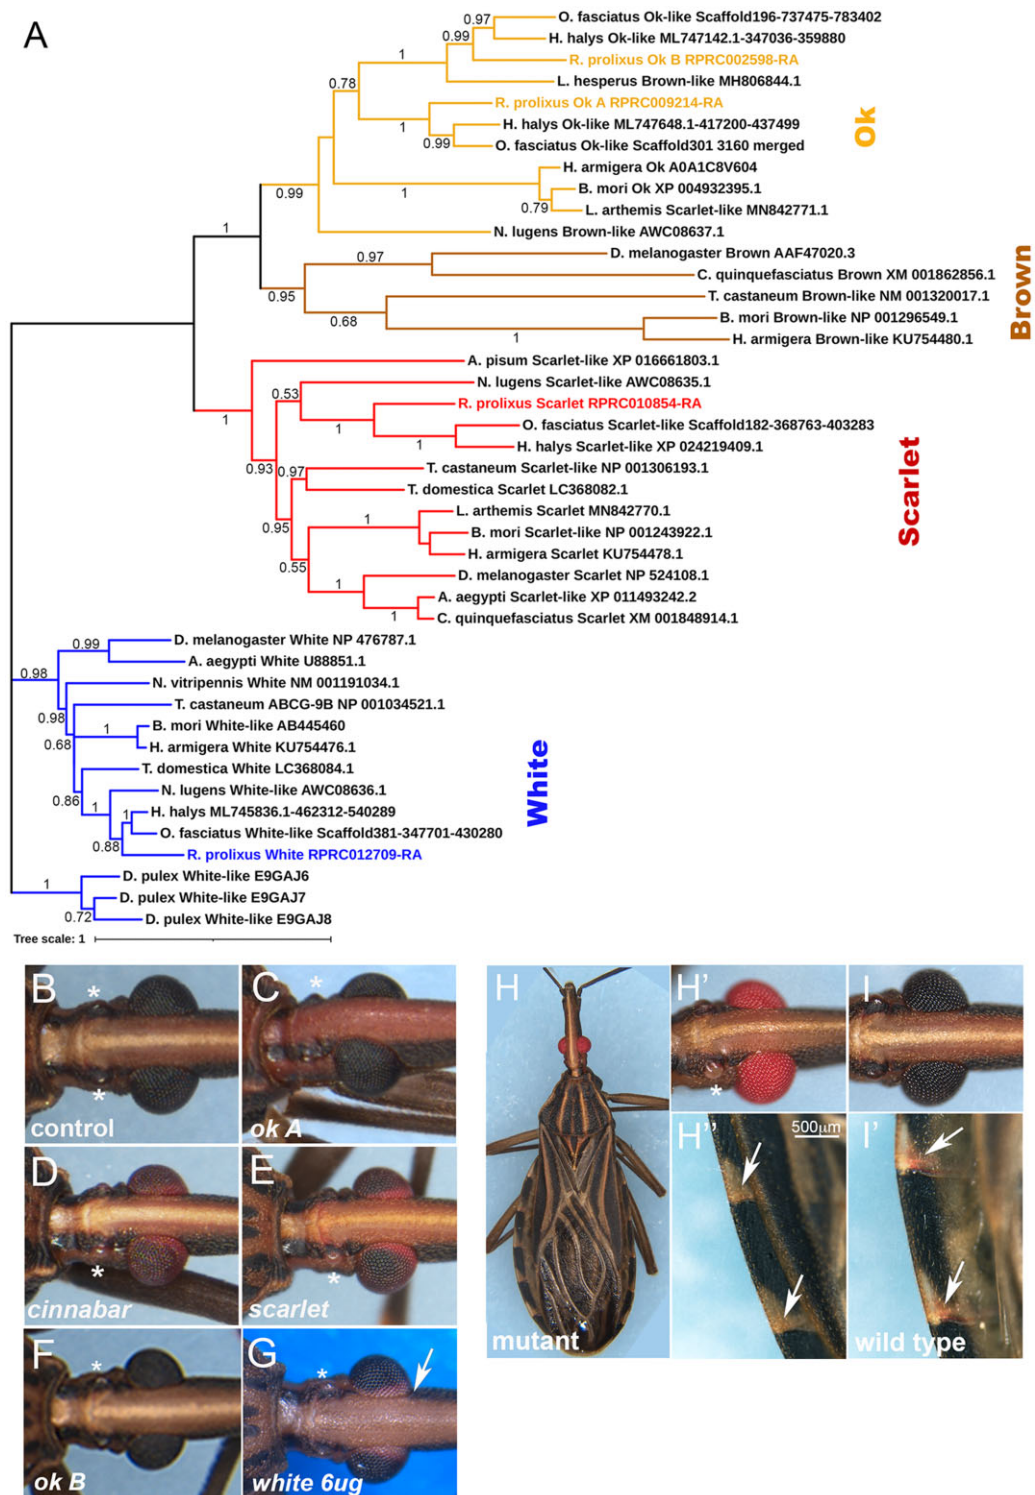 A
0.97
O. fasciatus Ok-like Scaffold196-737475-783402
0.99
H. halys Ok-like ML747142.1-347036-359880
1
R. prolixus Ok B RPRC002598-RA
0.78
L. hesperus Brown-like MH806844.1
R. prolixus Ok A RPRC009214-RA
1
H. halys Ok-like ML747648.1-417200-437499
0.99
O. fasciatus Ok-like Scaffold301 3160 merged
Ok
H. armigera Ok A0A1C8V604
0.99
1
B. mori Ok XP 004932395.1
0.79
L. arthemis Scarlet-like MN842771.1
1
N. lugens Brown-like AWC08637.1
0.97
D. melanogaster Brown AAF47020.3
C. quinquefasciatus Brown XM 001862856.1
0.95
T. castaneum Brown-like NM 001320017.1
0.68
B. mori Brown-like NP 001296549.1
1
H. armigera Brown-like KU754480.1
Brown
A. pisum Scarlet-like XP 016661803.1
0.53
N. lugens Scarlet-like AWC08635.1
1
R. prolixus Scarlet RPRC010854-RA
1
O. fasciatus Scarlet-like Scaffold182-368763-403283
1
H. halys Scarlet-like XP 024219409.1
0.93
0.97
T. castaneum Scarlet-like NP 001306193.1
T. domestica Scarlet LC368082.1
0.95
1
L. arthemis Scarlet MN842770.1
B. mori Scarlet-like NP 001243922.1
H. armigera Scarlet KU754478.1
0.55
D. melanogaster Scarlet NP 524108.1
1
A. aegypti Scarlet-like XP 011493242.2
1
C. quinquefasciatus Scarlet XM 001848914.1
Scarlet
0.99
D. melanogaster White NP 476787.1
0.98
A. aegypti White U88851.1
N. vitripennis White NM 001191034.1
0.98
T. castaneum ABCG-9B NP 001034521.1
1
B. mori White-like AB445460
0.68
H. armigera White KU754476.1
T. domestica White LC368084.1
0.86
N. lugens White-like AWC08636.1
1
1
H. halys ML745836.1-462312-540289
O. fasciatus White-like Scaffold381-347701-430280
0.88
R. prolixus White RPRC012709-RA
White
1
D. pulex White-like E9GAJ6
D. pulex White-like E9GAJ7
0.72
D. pulex White-like E9GAJ8
Tree scale: 1
B
*
*
control
C
*
ok A
D
*
cinnabar
E
*
scarlet
F
*
ok B
G
*
white 6ug
H
mutant
H'
*
I
H''
500µm
I'
wild type